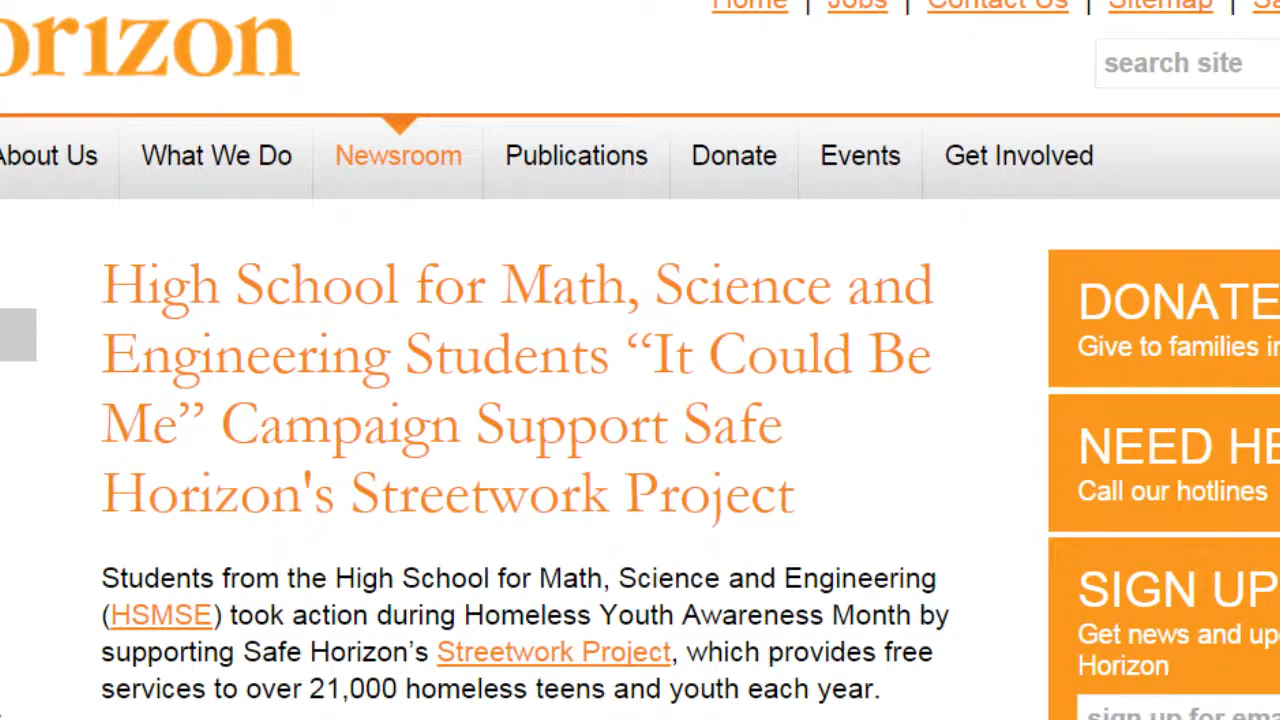 Home | Jobs | Contact Us | Sitemap |
orizon
search site
About Us What We Do Newsroom Publications Donate Events Get Involved
High School for Math, Science and
Engineering Students “It Could Be
Me” Campaign Support Safe
Horizon's Streetwork Project
Students from the High School for Math, Science and Engineering
(HSMSE) took action during Homeless Youth Awareness Month by
supporting Safe Horizon’s Streetwork Project, which provides free
services to over 21,000 homeless teens and youth each year.
DONATE
Give to families
NEED
Call our hotlines
SIGN UP
Get news and
Horizon
sign up for